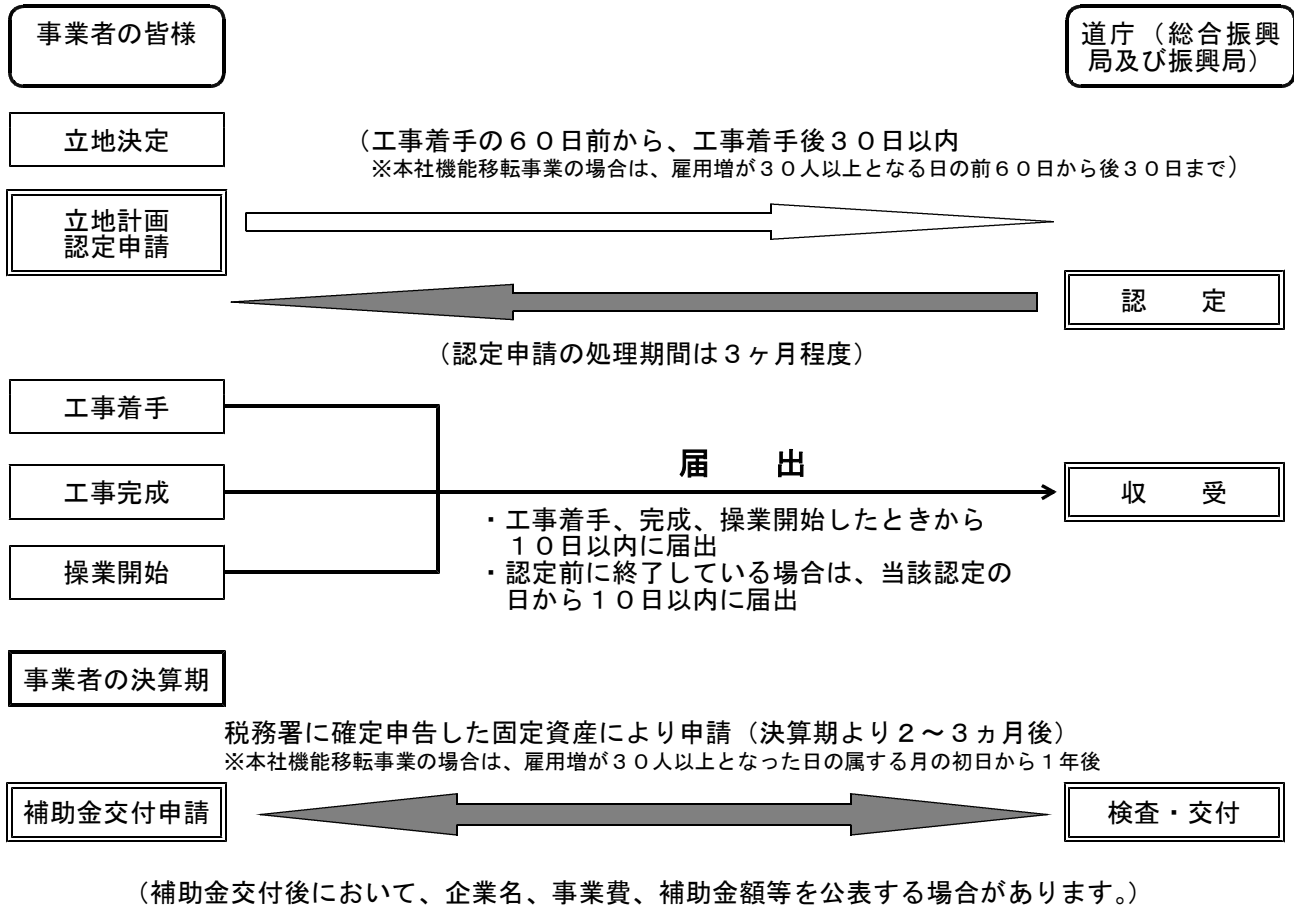 事業者の皆様
道庁（総合振興
局及び振興局）
立地決定
（工事着手の６０日前から、工事着手後３０日以内
※本社機能移転事業の場合は、雇用増が３０人以上となる日の前６０日から後３０日まで）
立地計画
認定申請
認　　定
（認定申請の処理期間は３ヶ月程度）
工事着手
届　　出
工事完成
収　　受
・工事着手、完成、操業開始したときから
１０日以内に届出
操業開始
・認定前に終了している場合は、当該認定の
日から１０日以内に届出
事業者の決算期
税務署に確定申告した固定資産により申請（決算期より２～３ヵ月後）
※本社機能移転事業の場合は、雇用増が３０人以上となった日の属する月の初日から１年後
補助金交付申請
検査・交付
（補助金交付後において、企業名、事業費、補助金額等を公表する場合があります。）